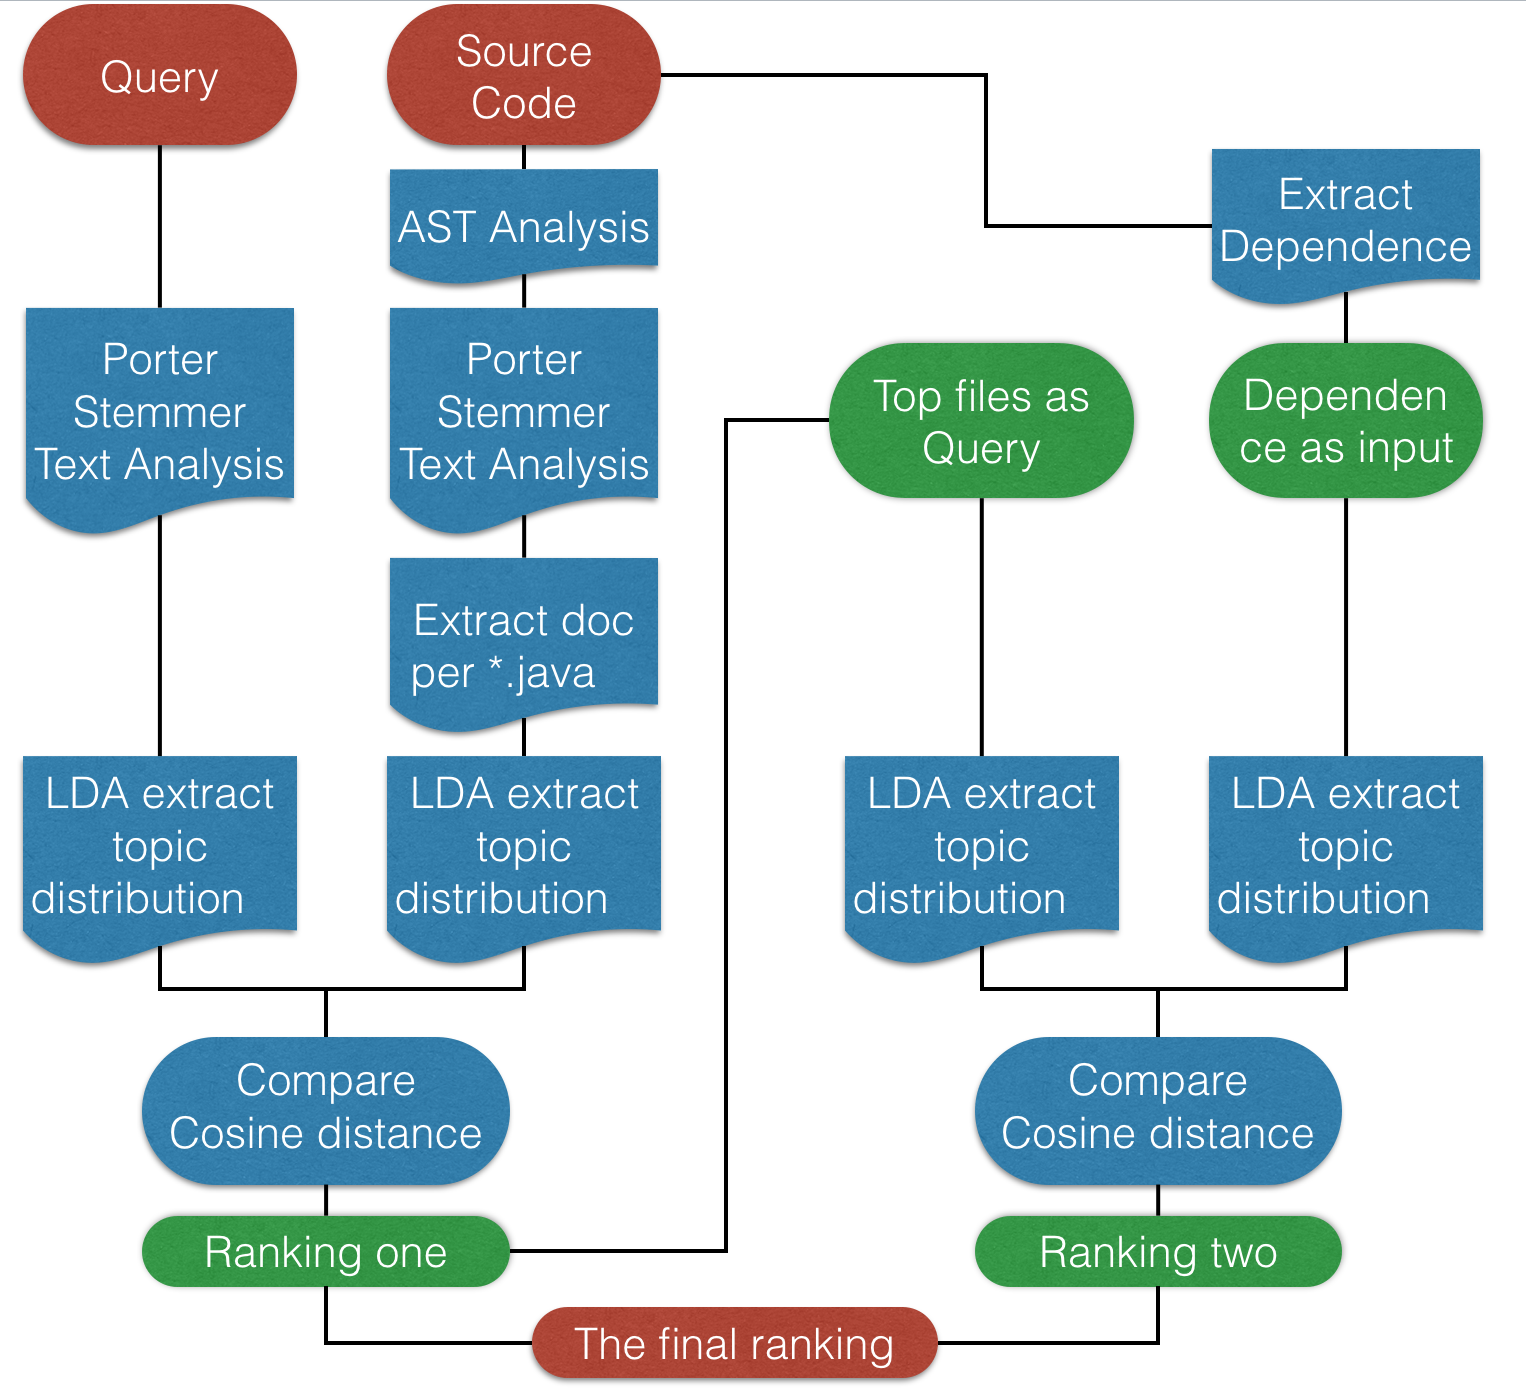 Query
Source
Code
AST Analysis
Extract
Dependence
Porter
Stemmer
Text Analysis
Porter
Stemmer
Text Analysis
Top files as
Query
Dependen
ce as input
Extract doc
per *.java
LDA extract
topic
distribution
LDA extract
topic
distribution
LDA extract
topic
distribution
LDA extract
topic
distribution
Compare
Cosine distance
Compare
Cosine distance
Ranking one
Ranking two
The final ranking